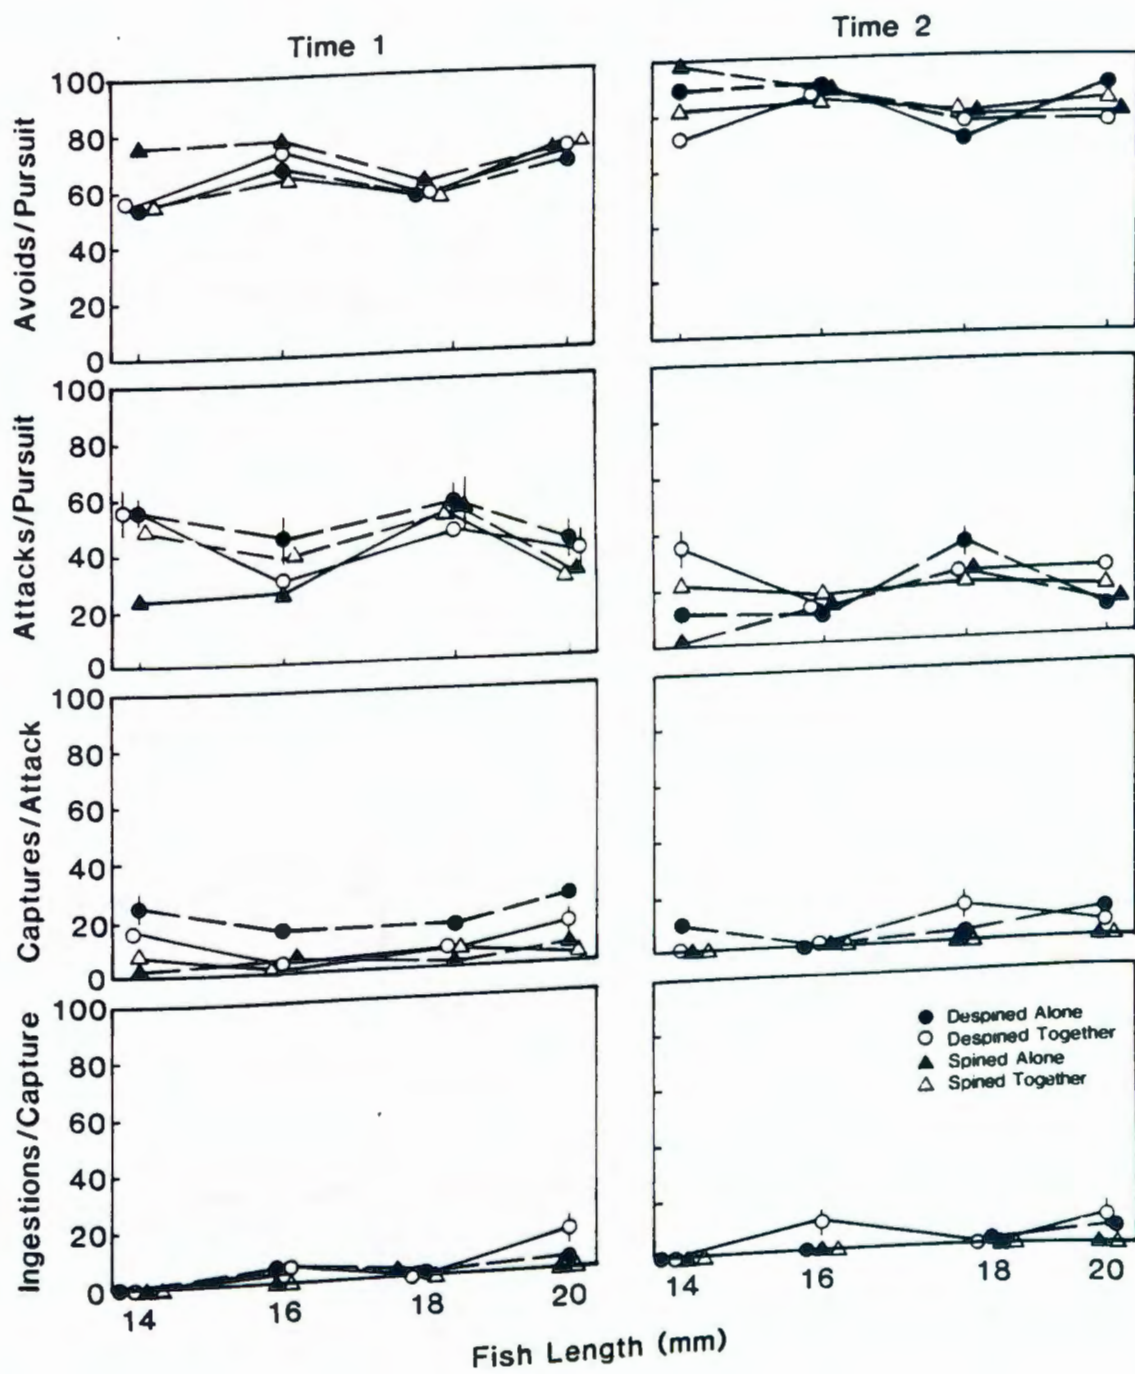 Time 1
Time 2
Avoids/Pursuit
100
80
60
40
20
0
Attacks/Pursuit
100
80
60
40
20
0
Captures/Attack
100
80
60
40
20
0
Ingestions/Capture
100
80
60
40
20
0
Despined Alone
Despined Together
Spined Alone
Spined Together
14
16
18
20
14
16
18
20
Fish Length (mm)